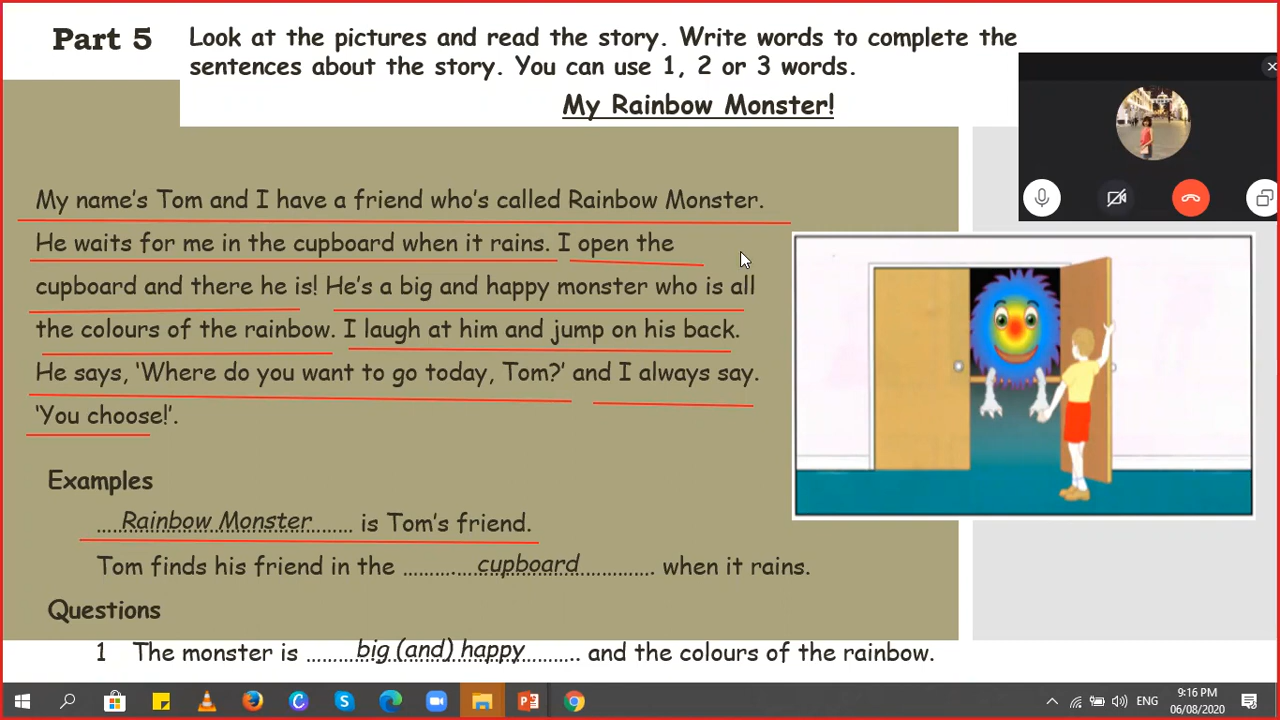 Part 5
Look at the pictures and read the story. Write words to complete the
sentences about the story. You can use 1, 2 or 3 words.
My Rainbow Monster!
My name's Tom and I have a friend who's called Rainbow Monster.
He waits for me in the cupboard when it rains. I open the
cupboard and there he is! He's a big and happy monster who is all
the colours of the rainbow. I laugh at him and jump on his back.
He says, 'Where do you want to go today, Tom?' and I always say.
'You choose!'.
Examples
Rainbow Monster is Tom's friend.
Tom finds his friend in the cupboard when it rains.
Questions
1 The monster is big (and) happy and the colours of the rainbow.
ENG
9:16 PM
06/08/2020